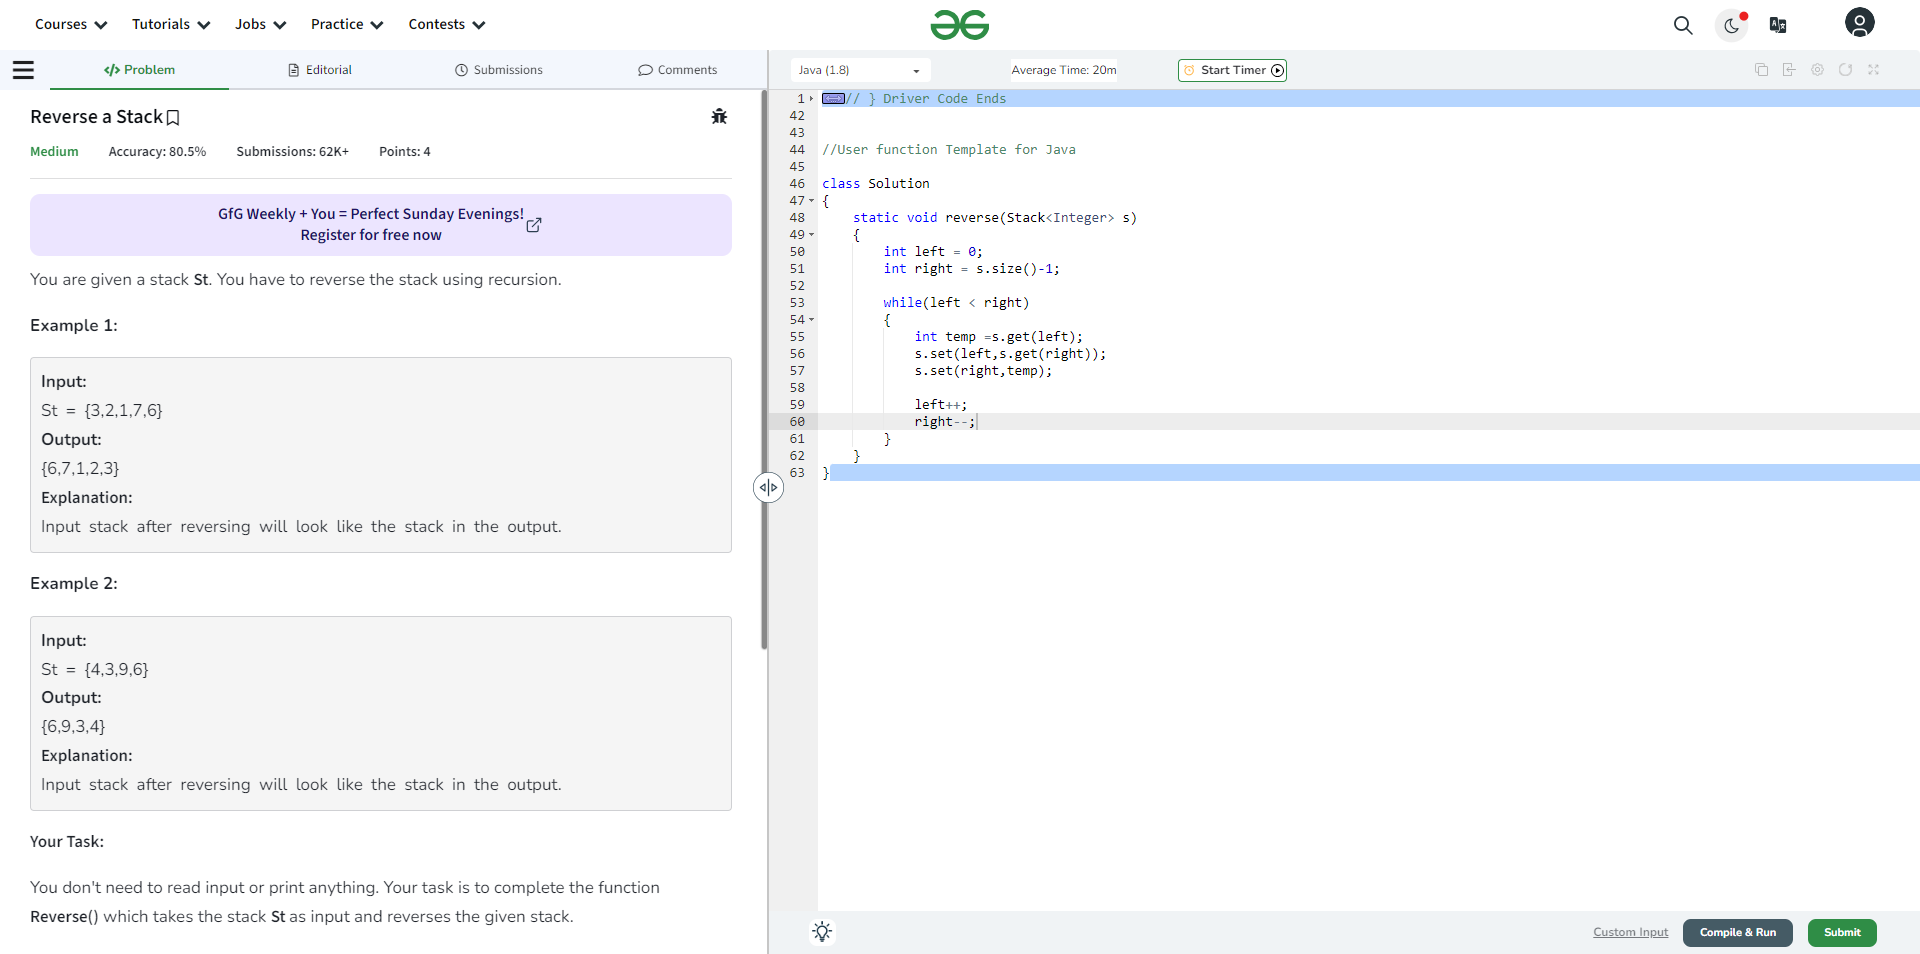 Courses Tutorials Jobs Practice Contests
Problem Editorial Submissions Comments
Java (1.8) Average Time: 20m Start Timer
Reverse a Stack
Medium Accuracy: 80.5% Submissions: 62K+ Points: 4
GfG Weekly + You = Perfect Sunday Evenings!
Register for free now
You are given a stack St. You have to reverse the stack using recursion.
Example 1:
Input:
St = {3,2,1,7,6}
Output:
{6,7,1,2,3}
Explanation:
Input stack after reversing will look like the stack in the output.
Example 2:
Input:
St = {4,3,9,6}
Output:
{6,9,3,4}
Explanation:
Input stack after reversing will look like the stack in the output.
Your Task:
You don't need to read input or print anything. Your task is to complete the function
Reverse() which takes the stack St as input and reverses the given stack.
1 // } Driver Code Ends
42
43
44 //User function Template for Java
45
46 class Solution
47 {
48 static void reverse(Stack<Integer> s)
49 {
50 int left = 0;
51 int right = s.size()-1;
52
53 while(left < right)
54 {
55 int temp =s.get(left);
56 s.set(left,s.get(right));
57 s.set(right,temp);
58
59 left++;
60 right--;
61 }
62 }
63 }
Custom Input Compile & Run Submit